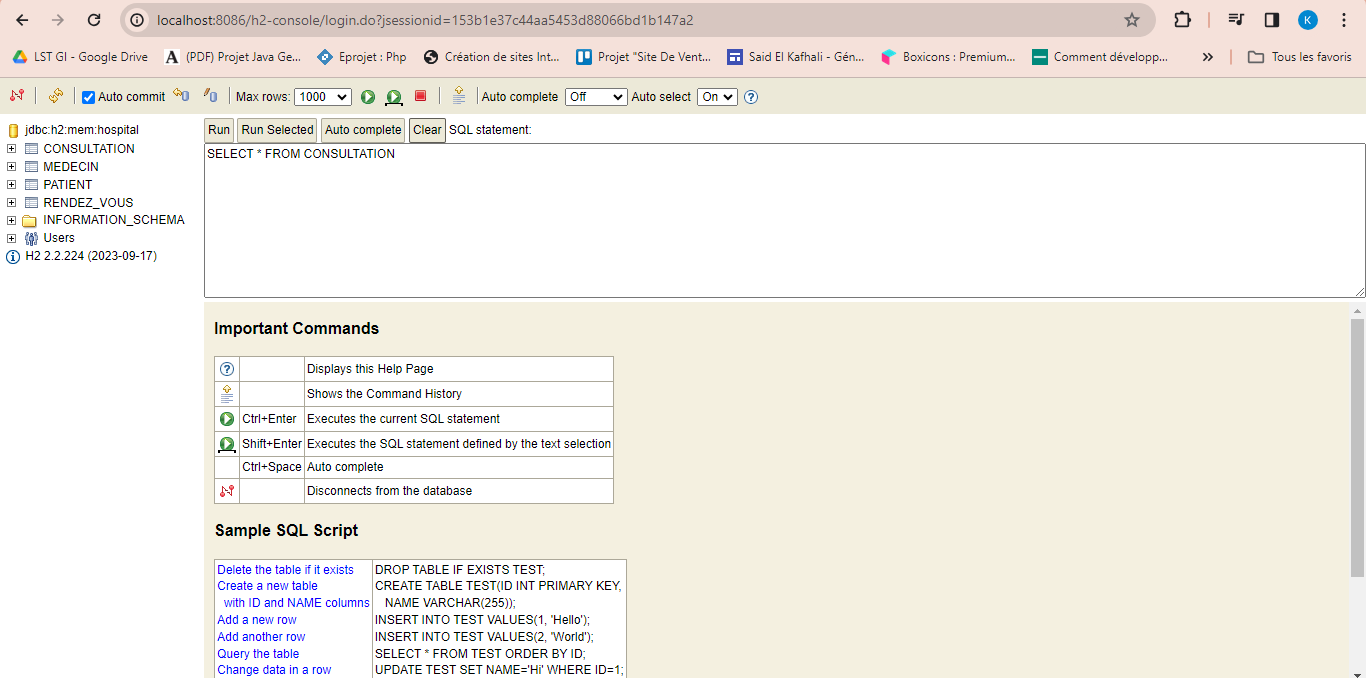 localhost:8086/h2-console/login.do?jsessionid=153b1e37c44aa5453d88066bd1b147a2
K
LST GI - Google Drive
A (PDF) Projet Java Ge...
Eprojet : Php
Création de sites Int...
Projet "Site De Vent...
Said El Kafhali - Gén...
Boxicons : Premium...
Comment développ...
»
Tous les favoris
Auto commit
Max rows: 1000
Auto complete Off
Auto select On
?
jdbc:h2:mem:hospital
CONSULTATION
MEDECIN
PATIENT
RENDEZ_VOUS
INFORMATION_SCHEMA
Users
H2 2.2.224 (2023-09-17)
Run Run Selected Auto complete Clear SQL statement:
SELECT * FROM CONSULTATION
Important Commands
? Displays this Help Page
Shows the Command History
Ctrl+Enter Executes the current SQL statement
Shift+Enter Executes the SQL statement defined by the text selection
Ctrl+Space Auto complete
Disconnects from the database
Sample SQL Script
Delete the table if it exists DROP TABLE IF EXISTS TEST;
Create a new table CREATE TABLE TEST(ID INT PRIMARY KEY,
with ID and NAME columns NAME VARCHAR(255));
Add a new row INSERT INTO TEST VALUES(1, 'Hello');
Add another row INSERT INTO TEST VALUES(2, 'World');
Query the table SELECT * FROM TEST ORDER BY ID;
Change data in a row UPDATE TEST SET NAME='Hi' WHERE ID=1;